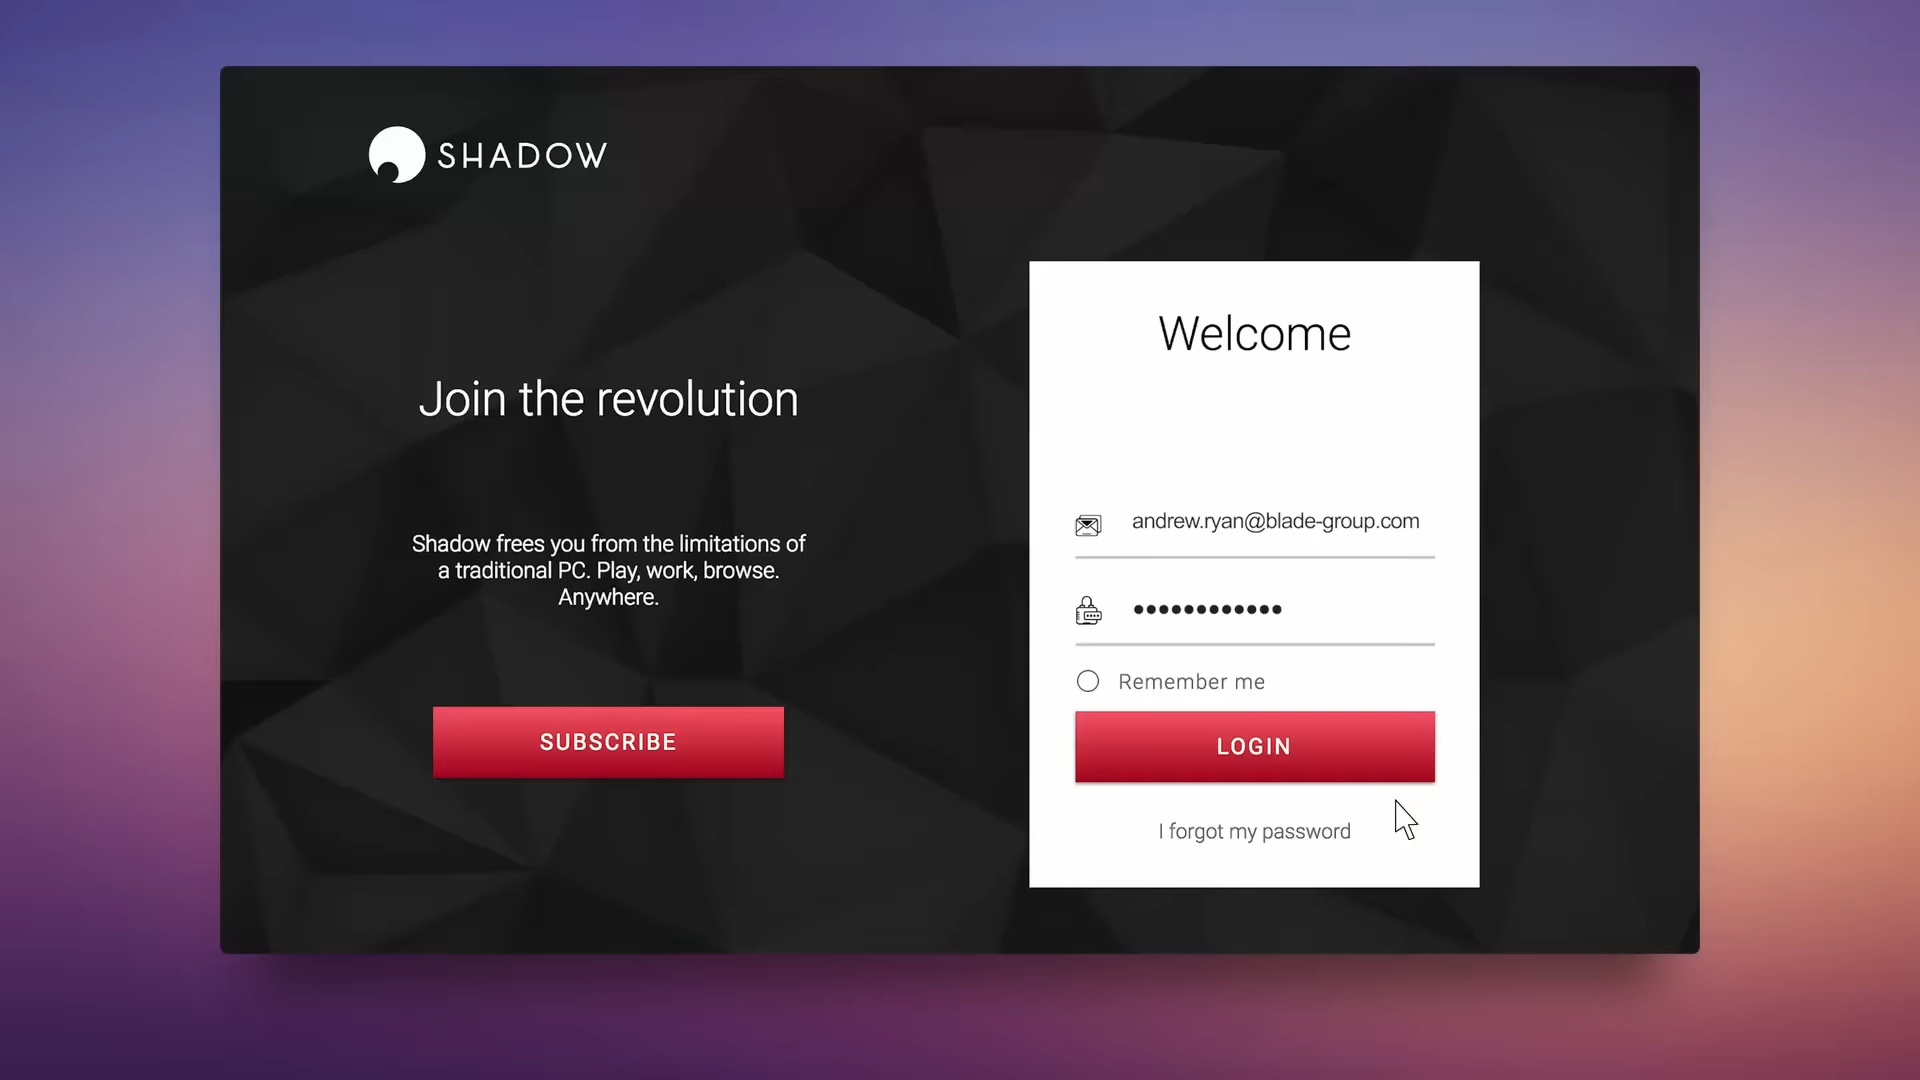 SHADOW
Join the revolution
Shadow frees you from the limitations of
a traditional PC. Play, work, browse.
Anywhere.
SUBSCRIBE
Welcome
andrew.ryan@blade-group.com
••••••••••••
Remember me
LOGIN
I forgot my password